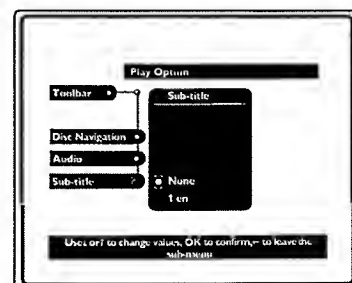 Play Option
Toolbar
Sub-title
Disc Navigation
Audio
Sub-title
None
1 en
to change values, OK to confirm, to leave the
sub-menu